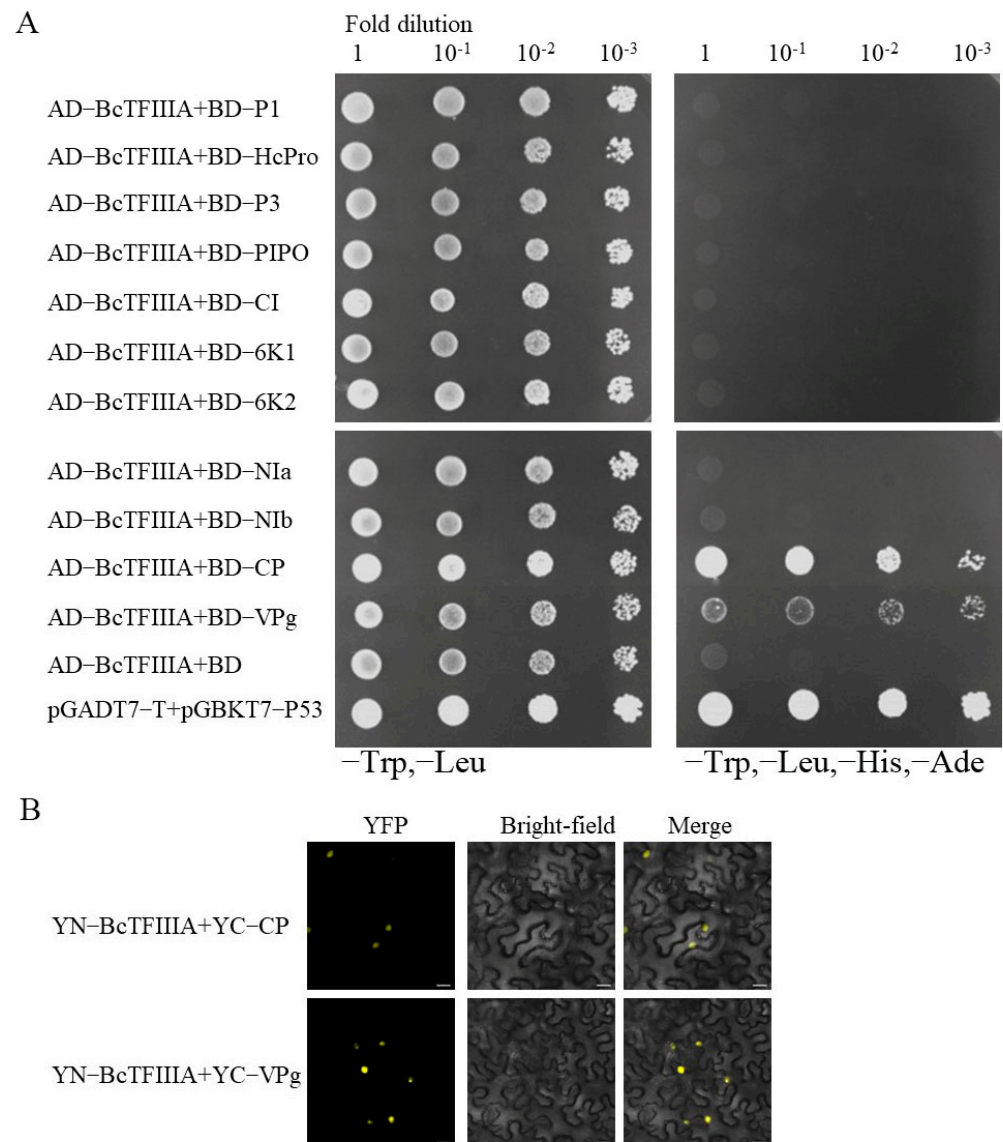 A
Fold dilution
1 10⁻¹ 10⁻² 10⁻³ 1 10⁻¹ 10⁻² 10⁻³
AD−BcTFIIIA+BD−P1
AD−BcTFIIIA+BD−HcPro
AD−BcTFIIIA+BD−P3
AD−BcTFIIIA+BD−PIPO
AD−BcTFIIIA+BD−CI
AD−BcTFIIIA+BD−6K1
AD−BcTFIIIA+BD−6K2
AD−BcTFIIIA+BD−NIa
AD−BcTFIIIA+BD−NIb
AD−BcTFIIIA+BD−CP
AD−BcTFIIIA+BD−VPg
AD−BcTFIIIA+BD
pGADT7−T+pGBKT7−P53
−Trp,−Leu −Trp,−Leu,−His,−Ade
B
YFP Bright-field Merge
YN−BcTFIIIA+YC−CP
YN−BcTFIIIA+YC−VPg